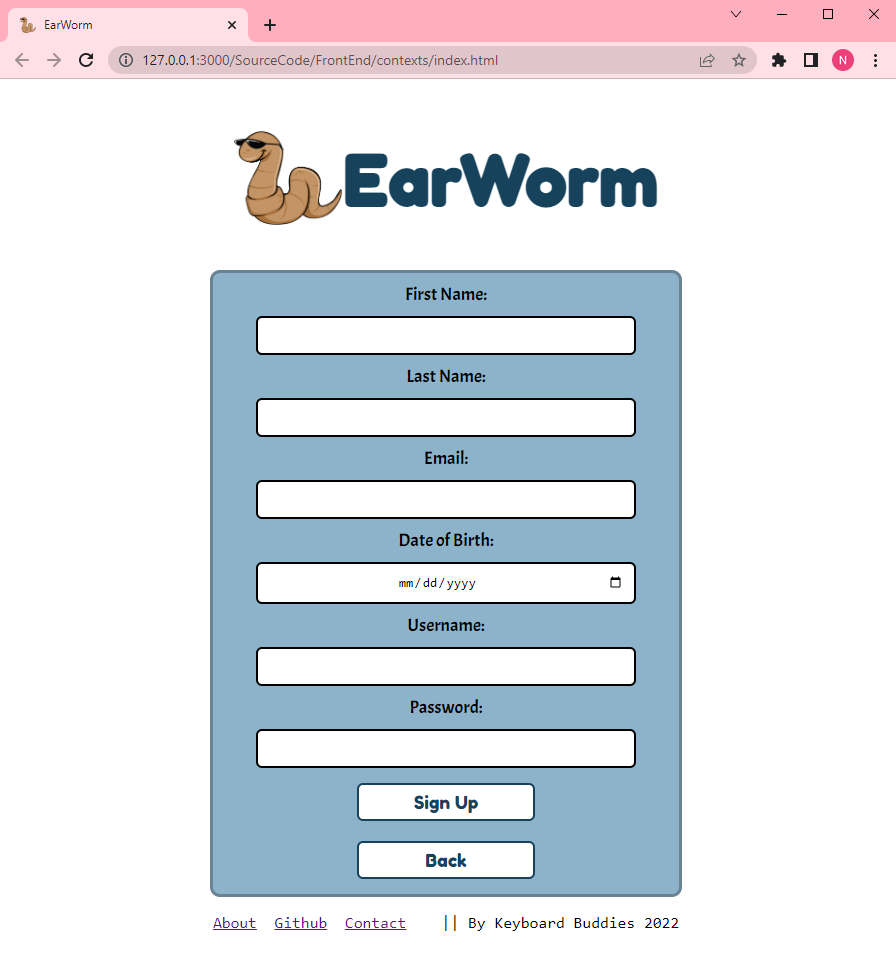 EarWorm
127.0.0.1:3000/SourceCode/FrontEnd/contexts/index.html
N
EarWorm
First Name:
Last Name:
Email:
Date of Birth:
mm/dd/yyyy
Username:
Password:
Sign Up
Back
About Github Contact || By Keyboard Buddies 2022